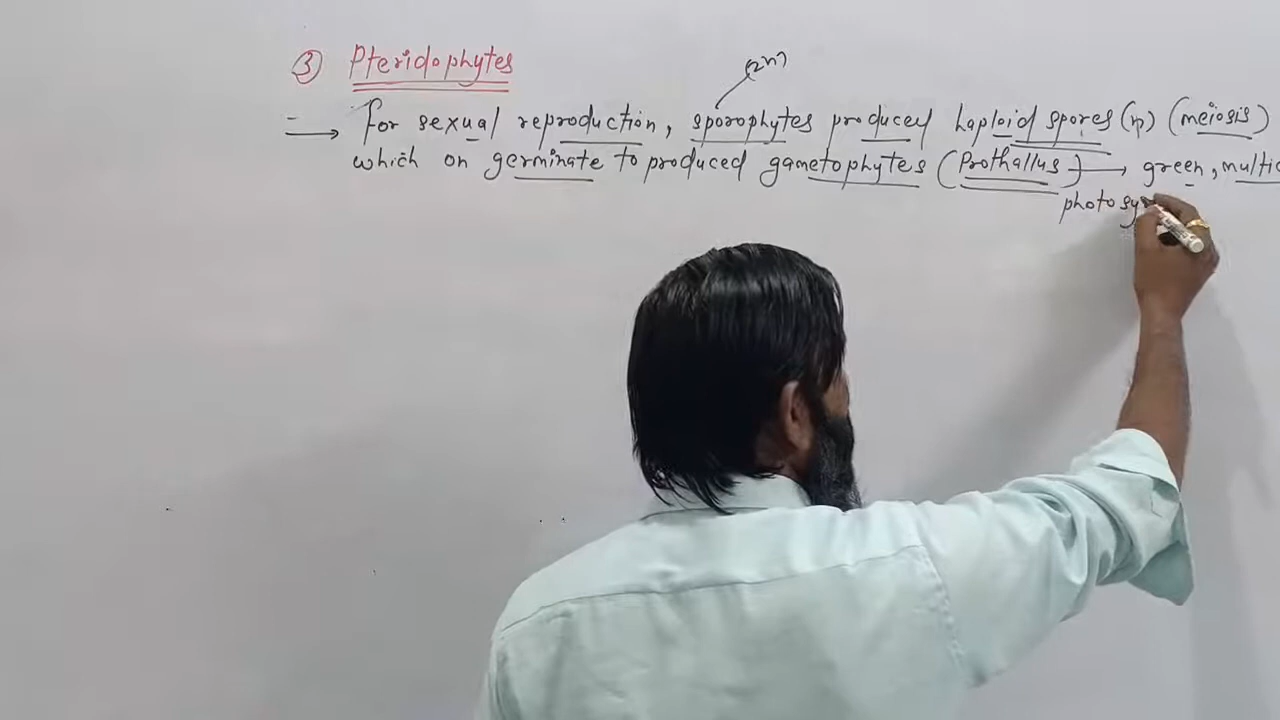 ③ Pteridophytes
(2n)
→ For sexual reproduction, sporophytes produced haploid spores (n) (meiosis)
which on germinate to produced gametophytes (Prothallus) → green, multic
photosy